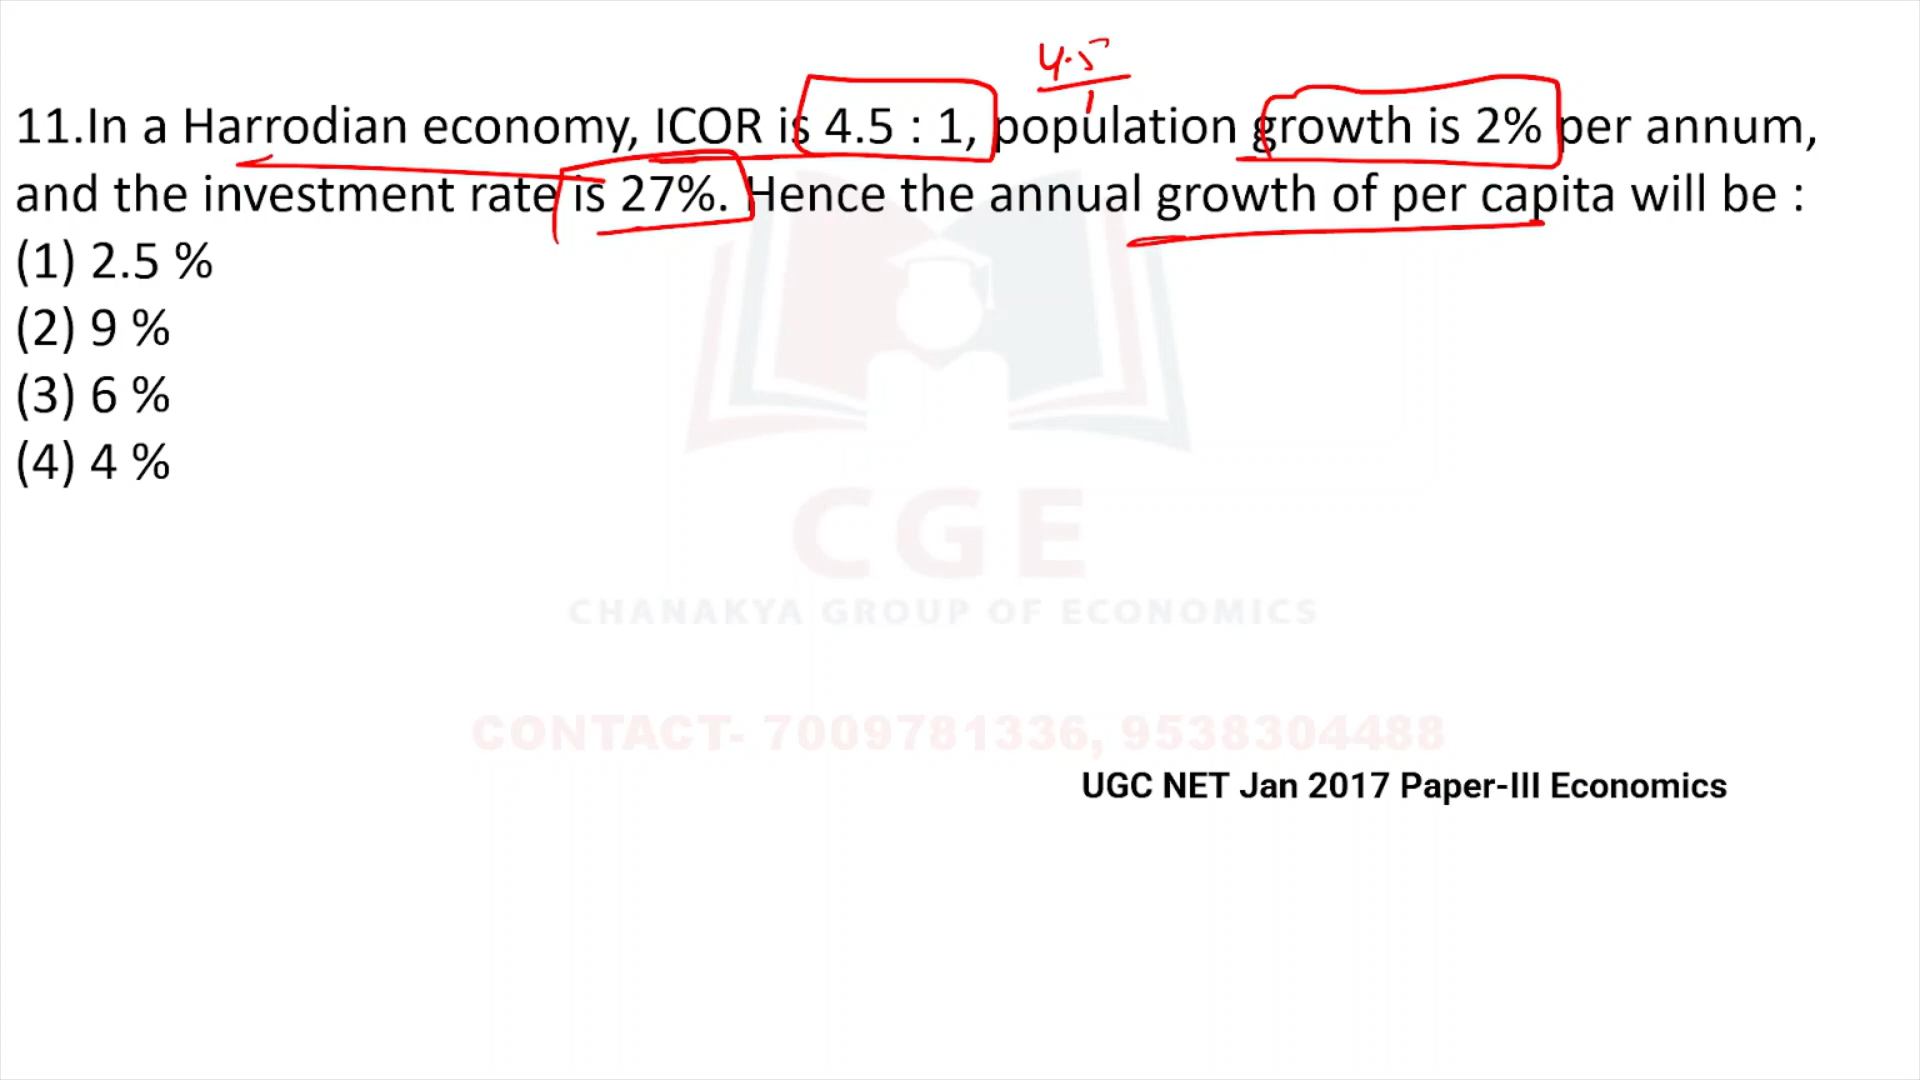 4.5
1
11.In a Harrodian economy, ICOR is 4.5 : 1, population growth is 2% per annum,
and the investment rate is 27%. Hence the annual growth of per capita will be :
(1) 2.5 %
(2) 9 %
(3) 6 %
(4) 4 %
CGE
CHANAKYA GROUP OF ECONOMICS
CONTACT- 7009781336, 9538304488
UGC NET Jan 2017 Paper-III Economics